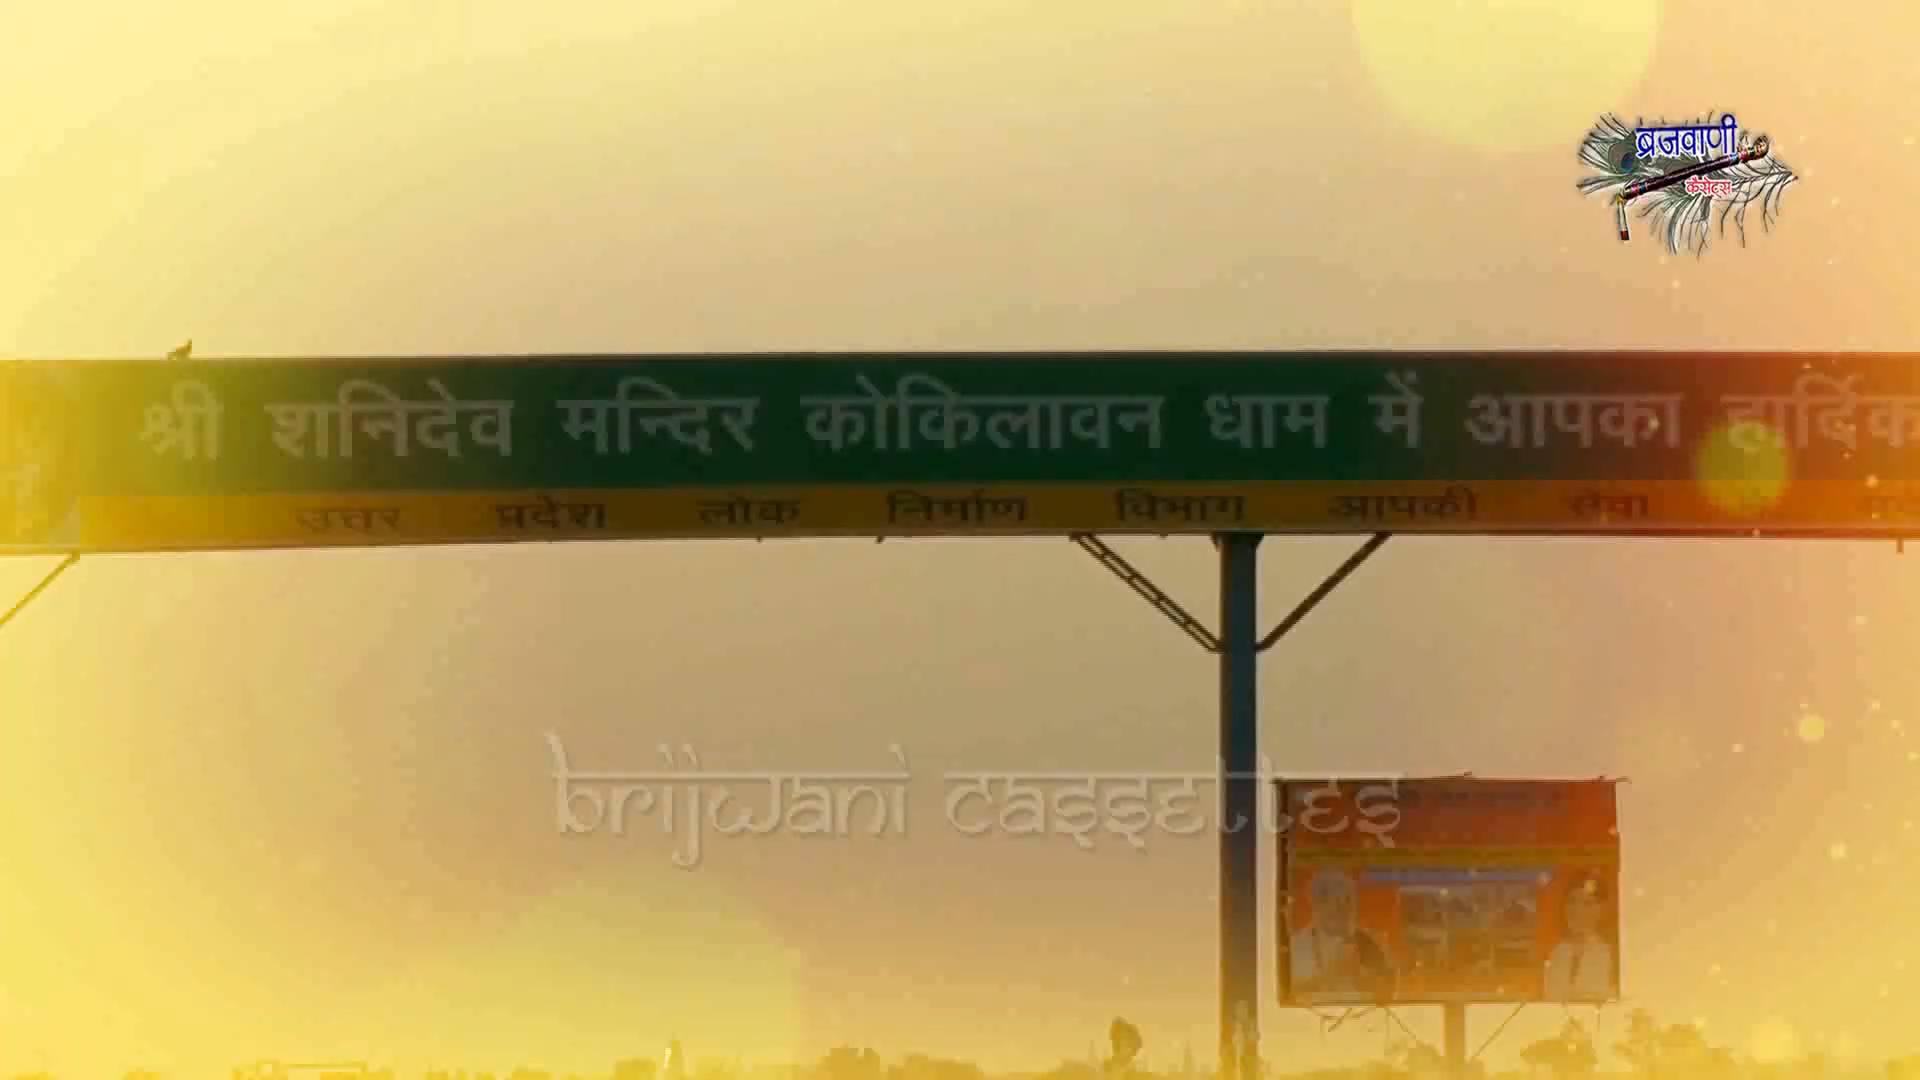 ब्रजवाणी
कैसेट्स
श्री शनिदेव मन्दिर कोकिलावन धाम में आपका हार्दिक
उत्तर प्रदेश लोक निर्माण विभाग आपकी सेवा
Brijwani Cassettes